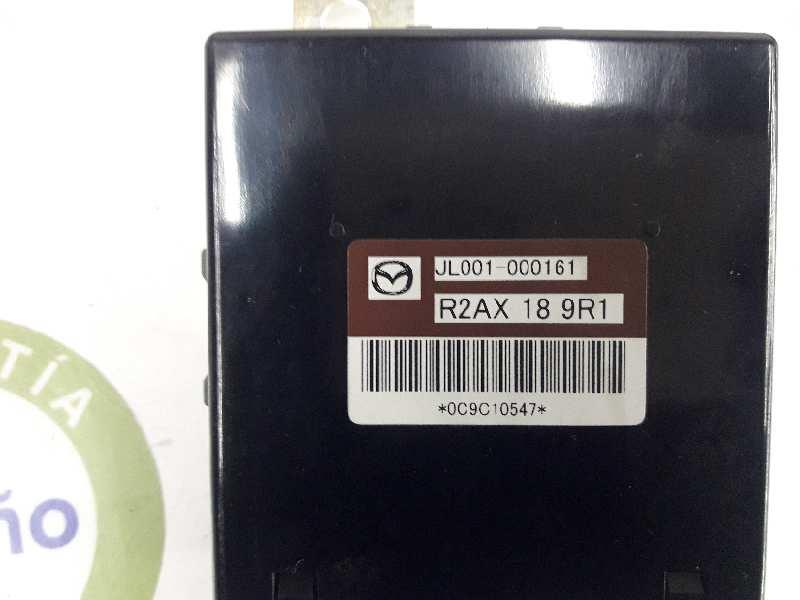 JL001-000161
R2AX 18 9R1
*0C9C10547*
TÍA
ño